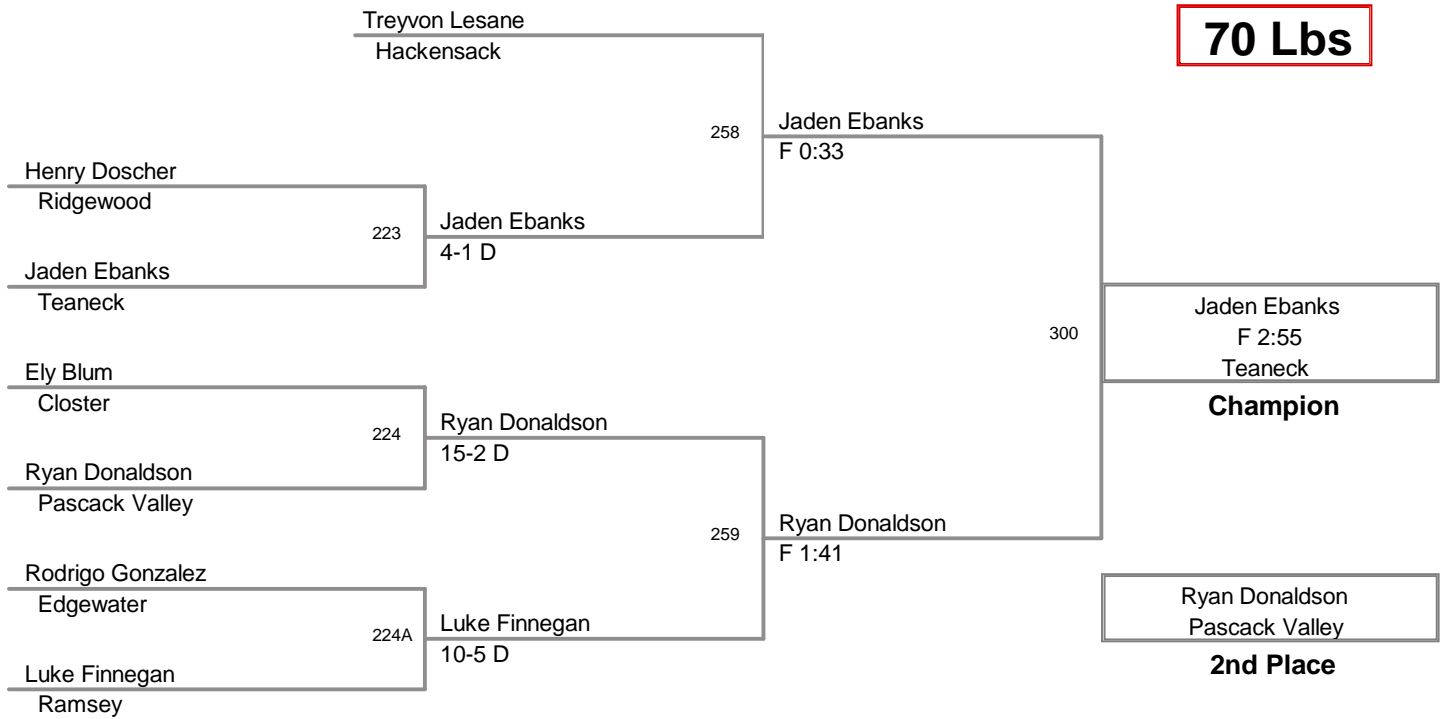 Treyvon Lesane
Hackensack
70 Lbs
258
Jaden Ebanks
F 0:33
Henry Doscher
Ridgewood
223
Jaden Ebanks
4-1 D
Jaden Ebanks
Teaneck
300
Jaden Ebanks
F 2:55
Teaneck
Champion
Ely Blum
Closter
224
Ryan Donaldson
15-2 D
Ryan Donaldson
Pascack Valley
259
Ryan Donaldson
F 1:41
Rodrigo Gonzalez
Edgewater
224A
Luke Finnegan
10-5 D
Luke Finnegan
Ramsey
Ryan Donaldson
Pascack Valley
2nd Place